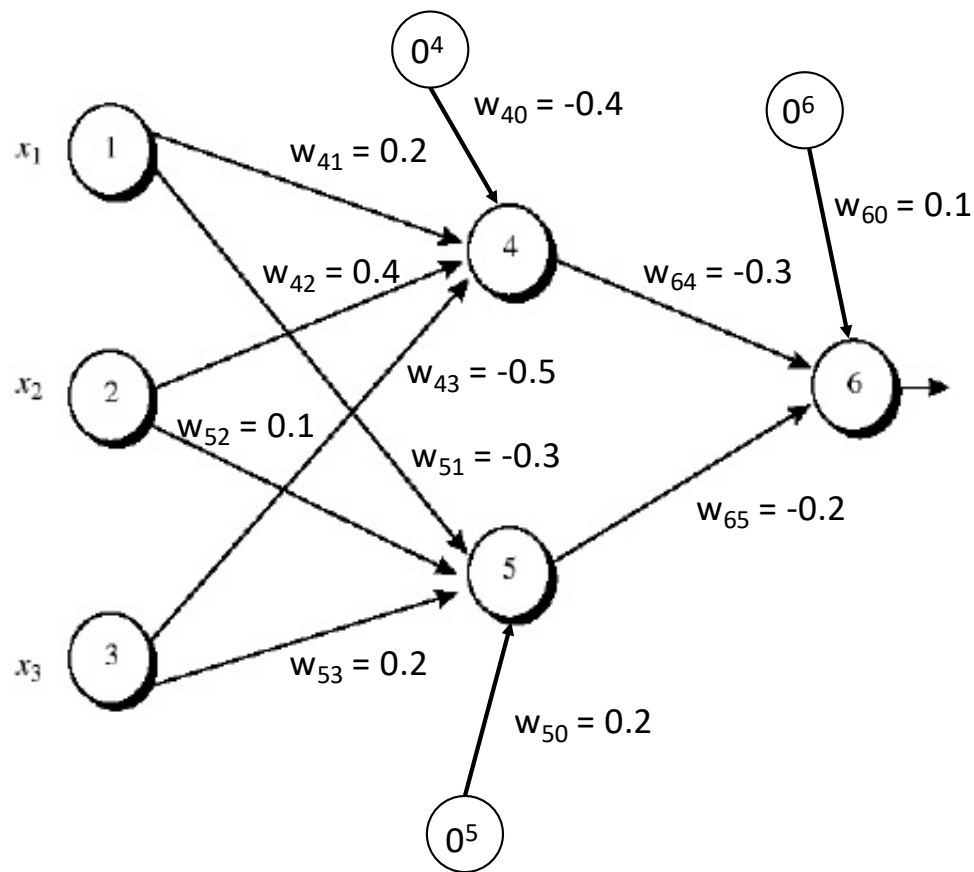 0⁴
w₄₀ = -0.4
0⁶
x₁
1
w₄₁ = 0.2
w₆₀ = 0.1
4
w₄₂ = 0.4
w₆₄ = -0.3
x₂
2
w₄₃ = -0.5
6
w₅₂ = 0.1
w₅₁ = -0.3
w₆₅ = -0.2
5
x₃
3
w₅₃ = 0.2
w₅₀ = 0.2
0⁵